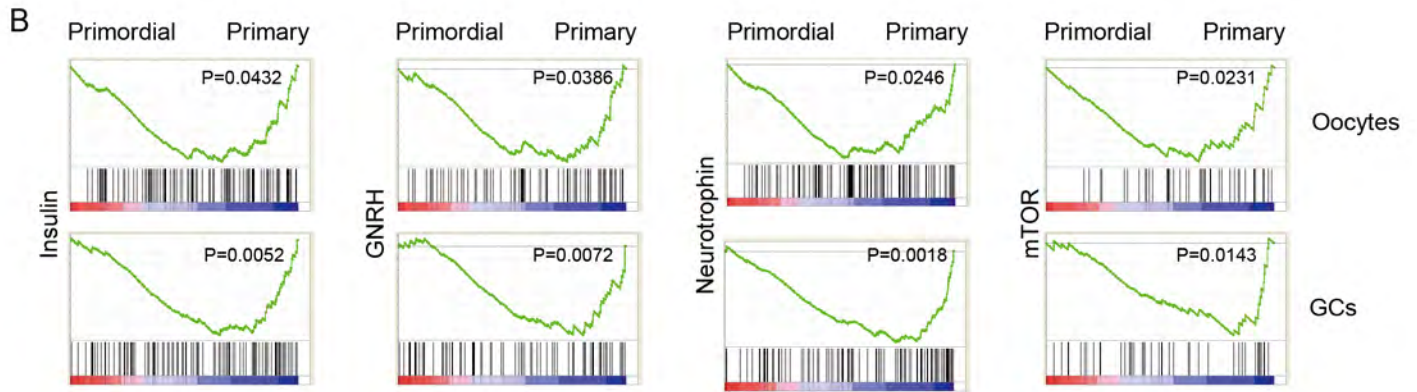 B
Primordial Primary
Primordial Primary
Primordial Primary
Primordial Primary
Insulin
P=0.0432
P=0.0052
GNRH
P=0.0386
P=0.0072
Neurotrophin
P=0.0246
P=0.0018
mTOR
P=0.0231
P=0.0143
Oocytes
GCs